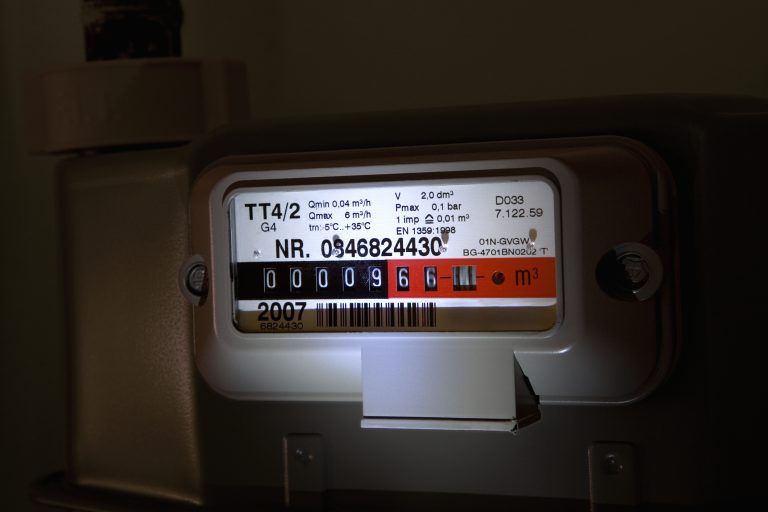 TT4/2
G4
Qmin 0,04 m³/h
Qmax 6 m³/h
tm:-5°C..+35°C
V 2,0 dm³
Pmax 0,1 bar
1 imp ≙ 0,01 m³
EN 1359:1998
D033
7.122.59
NR. 0846824430
01N-GVGW
BG-4701BN0202 T
0 0 0 0 9 6 6 m³
2007
6824430